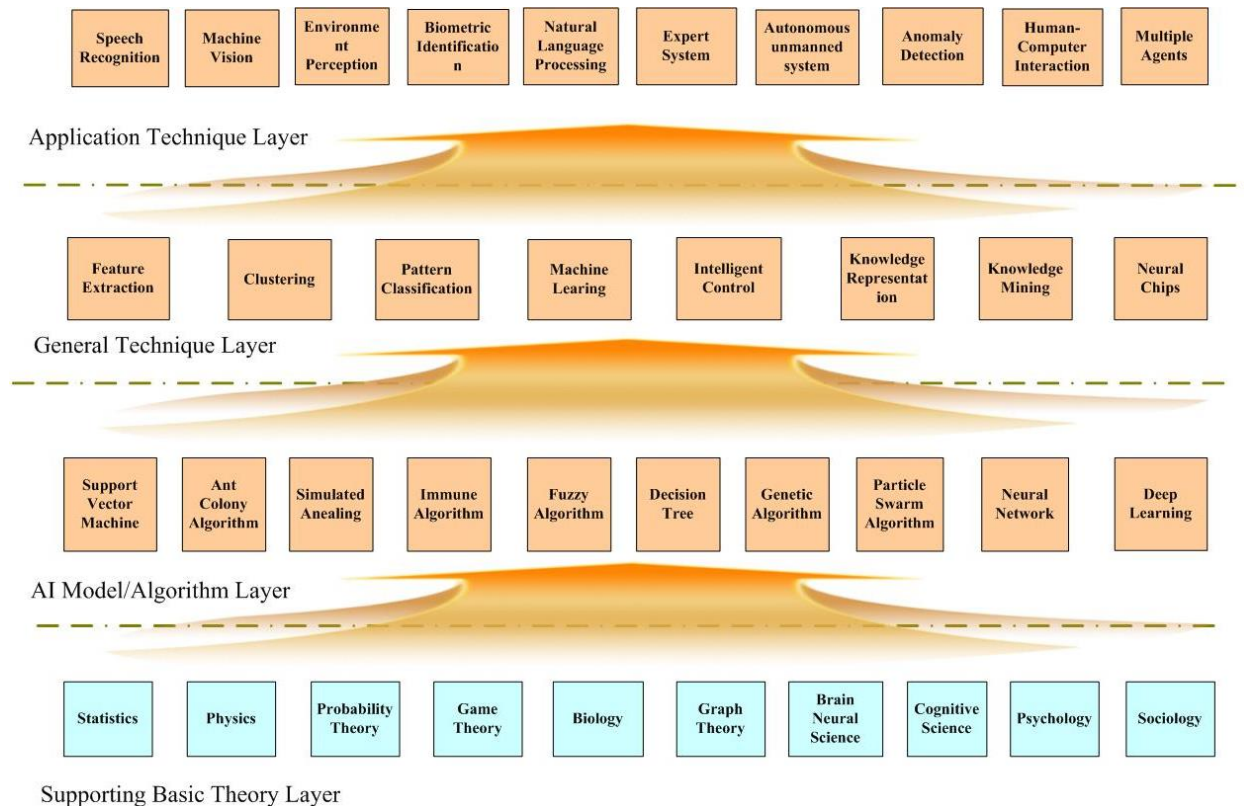 Speech
Recognition
Machine
Vision
Environme
nt
Perception
Biometric
Identificatio
n
Natural
Language
Processing
Expert
System
Autonomous
unmanned
system
Anomaly
Detection
Human-
Computer
Interaction
Multiple
Agents
Application Technique Layer
Feature
Extraction
Clustering
Pattern
Classification
Machine
Learing
Intelligent
Control
Knowledge
Representat
ion
Knowledge
Mining
Neural
Chips
General Technique Layer
Support
Vector
Machine
Ant
Colony
Algorithm
Simulated
Anealing
Immune
Algorithm
Fuzzy
Algorithm
Decision
Tree
Genetic
Algorithm
Particle
Swarm
Algorithm
Neural
Network
Deep
Learning
AI Model/Algorithm Layer
Statistics
Physics
Probability
Theory
Game
Theory
Biology
Graph
Theory
Brain
Neural
Science
Cognitive
Science
Psychology
Sociology
Supporting Basic Theory Layer